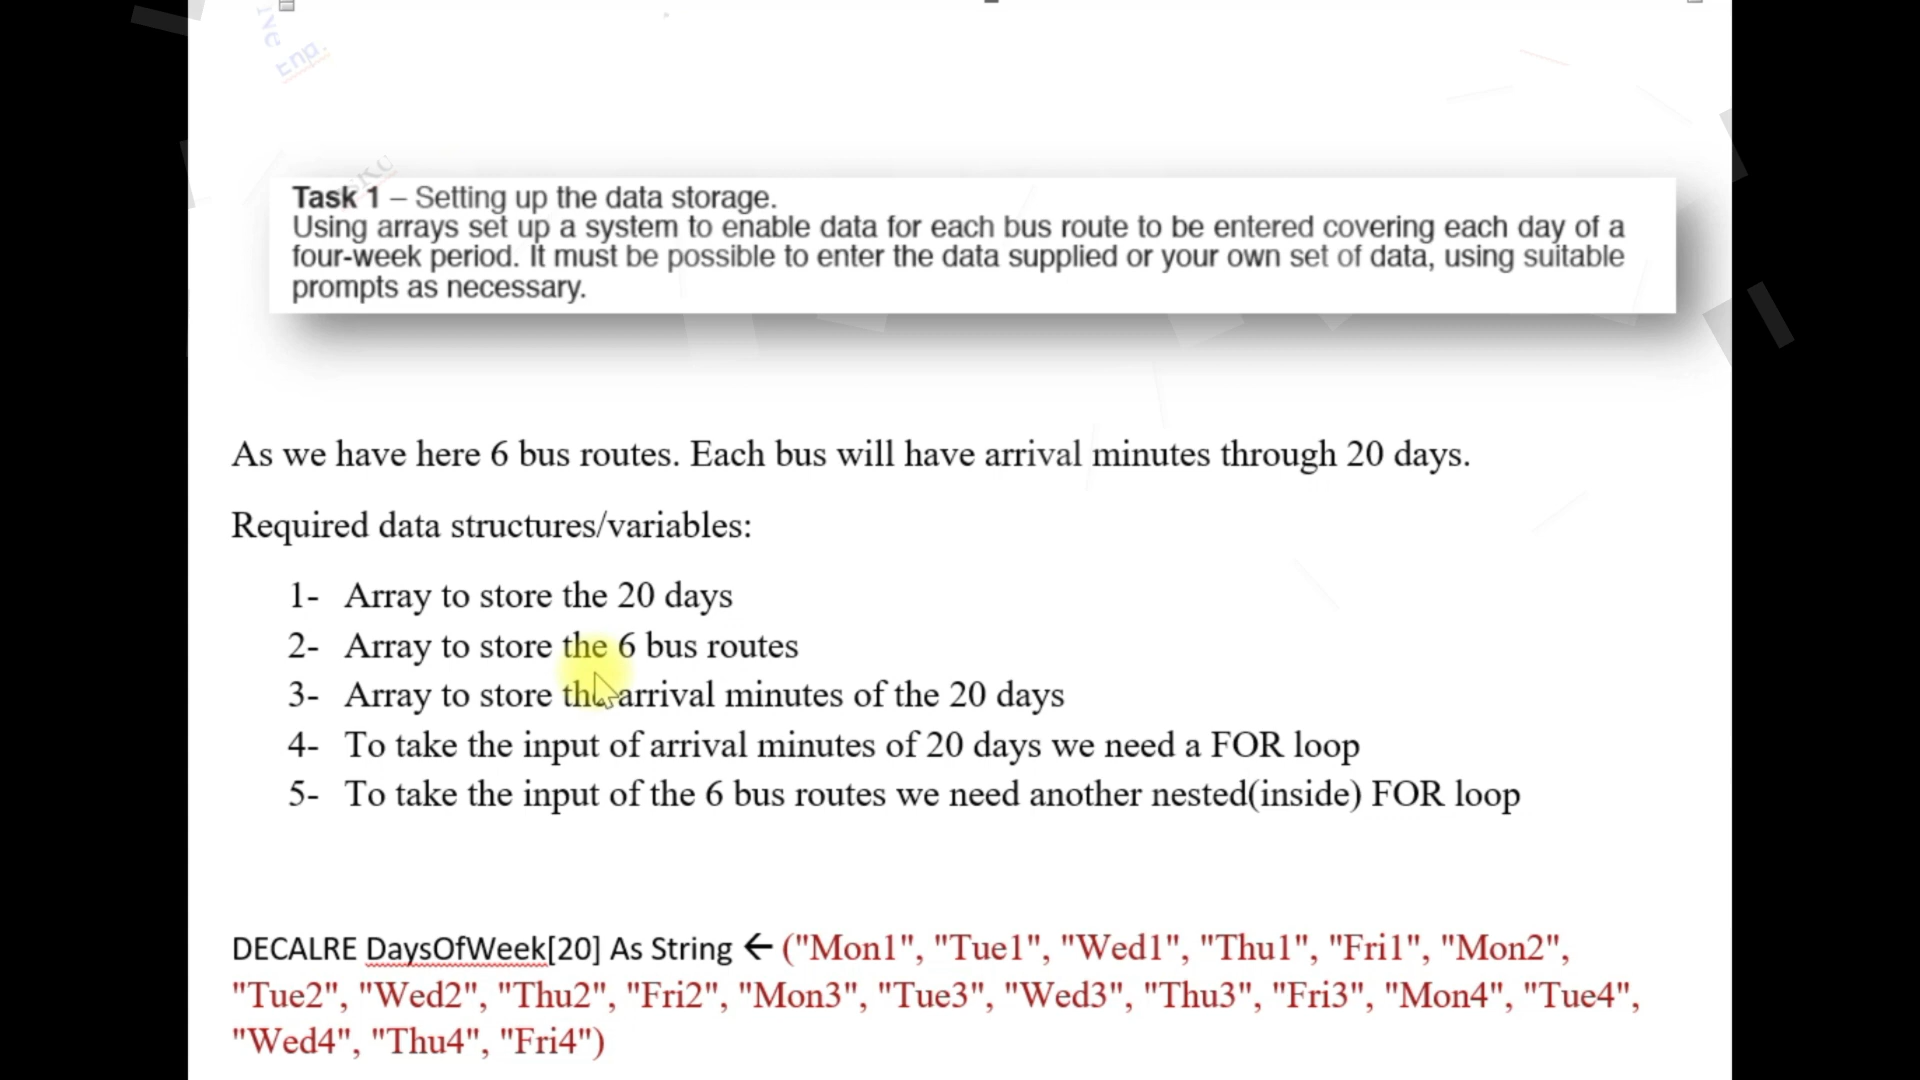 Task 1 – Setting up the data storage.
Using arrays set up a system to enable data for each bus route to be entered covering each day of a
four-week period. It must be possible to enter the data supplied or your own set of data, using suitable
prompts as necessary.
As we have here 6 bus routes. Each bus will have arrival minutes through 20 days.
Required data structures/variables:
1- Array to store the 20 days
2- Array to store the 6 bus routes
3- Array to store the arrival minutes of the 20 days
4- To take the input of arrival minutes of 20 days we need a FOR loop
5- To take the input of the 6 bus routes we need another nested(inside) FOR loop
DECALRE DaysOfWeek[20] As String ← ("Mon1", "Tue1", "Wed1", "Thu1", "Fri1", "Mon2",
"Tue2", "Wed2", "Thu2", "Fri2", "Mon3", "Tue3", "Wed3", "Thu3", "Fri3", "Mon4", "Tue4",
"Wed4", "Thu4", "Fri4")